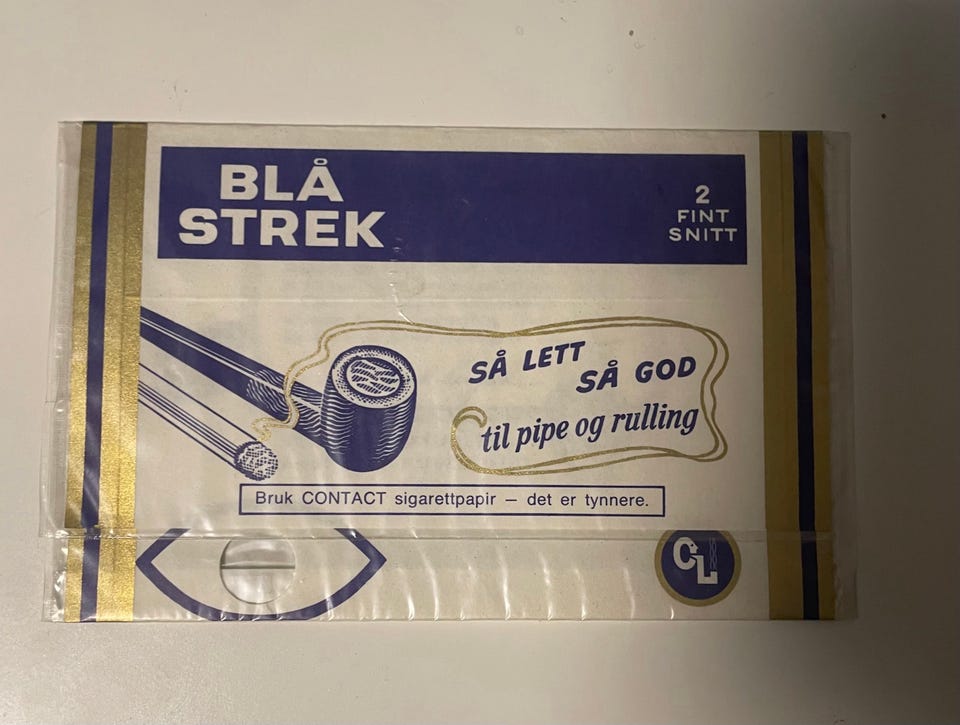 BLÅ
STREK
2
FINT
SNITT
SÅ LETT
SÅ GOD
til pipe og rulling
Bruk CONTACT sigarettpapir — det er tynnere.
CL